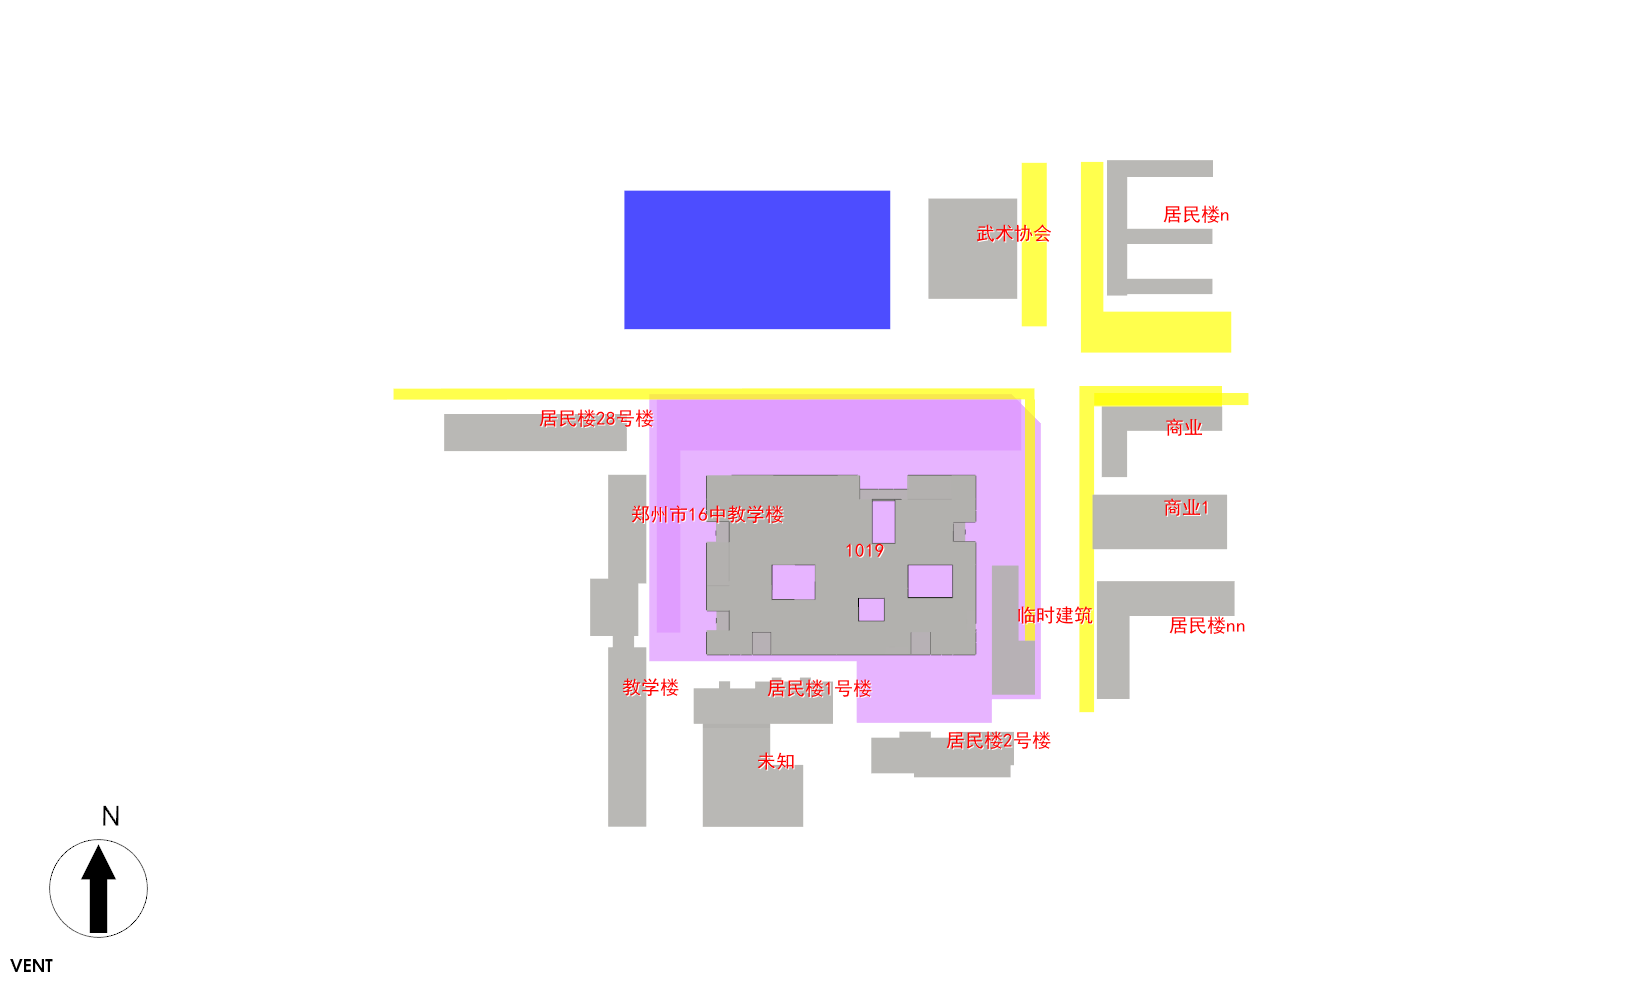 居民楼n
武术协会
居民楼28号楼
商业
商业1
郑州市16中教学楼
1019
临时建筑
居民楼nn
教学楼
居民楼1号楼
居民楼2号楼
未知
N
VENT